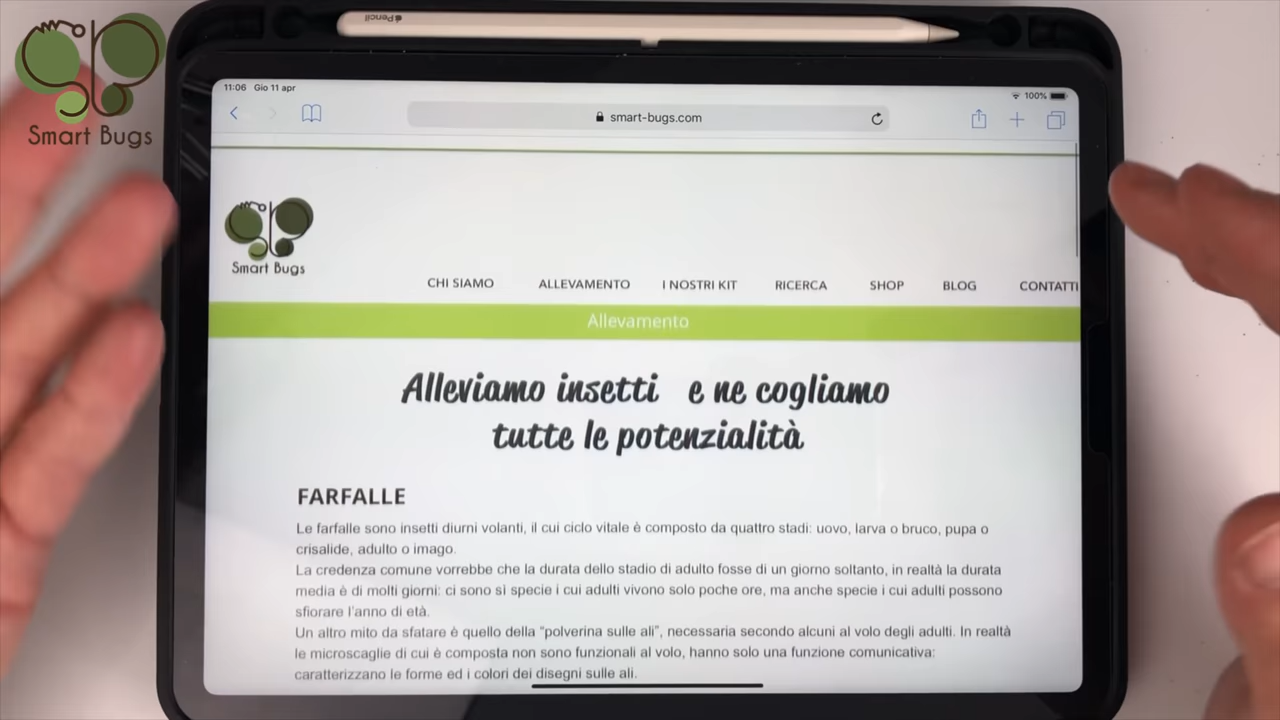 Pencil
Smart Bugs
11:06 Gio 11 apr
100%
smart-bugs.com
Smart Bugs
CHI SIAMO ALLEVAMENTO I NOSTRI KIT RICERCA SHOP BLOG CONTATTI
Allevamento
Alleviamo insetti e ne cogliamo
tutte le potenzialità
FARFALLE
Le farfalle sono insetti diurni volanti, il cui ciclo vitale è composto da quattro stadi: uovo, larva o bruco, pupa o
crisalide, adulto o imago.
La credenza comune vorrebbe che la durata dello stadio di adulto fosse di un giorno soltanto, in realtà la durata
media è di molti giorni: ci sono sì specie i cui adulti vivono solo poche ore, ma anche specie i cui adulti possono
sfiorare l'anno di età.
Un altro mito da sfatare è quello della "polverina sulle ali", necessaria secondo alcuni al volo degli adulti. In realtà
le microscaglie di cui è composta non sono funzionali al volo, hanno solo una funzione comunicativa:
caratterizzano le forme ed i colori dei disegni sulle ali.